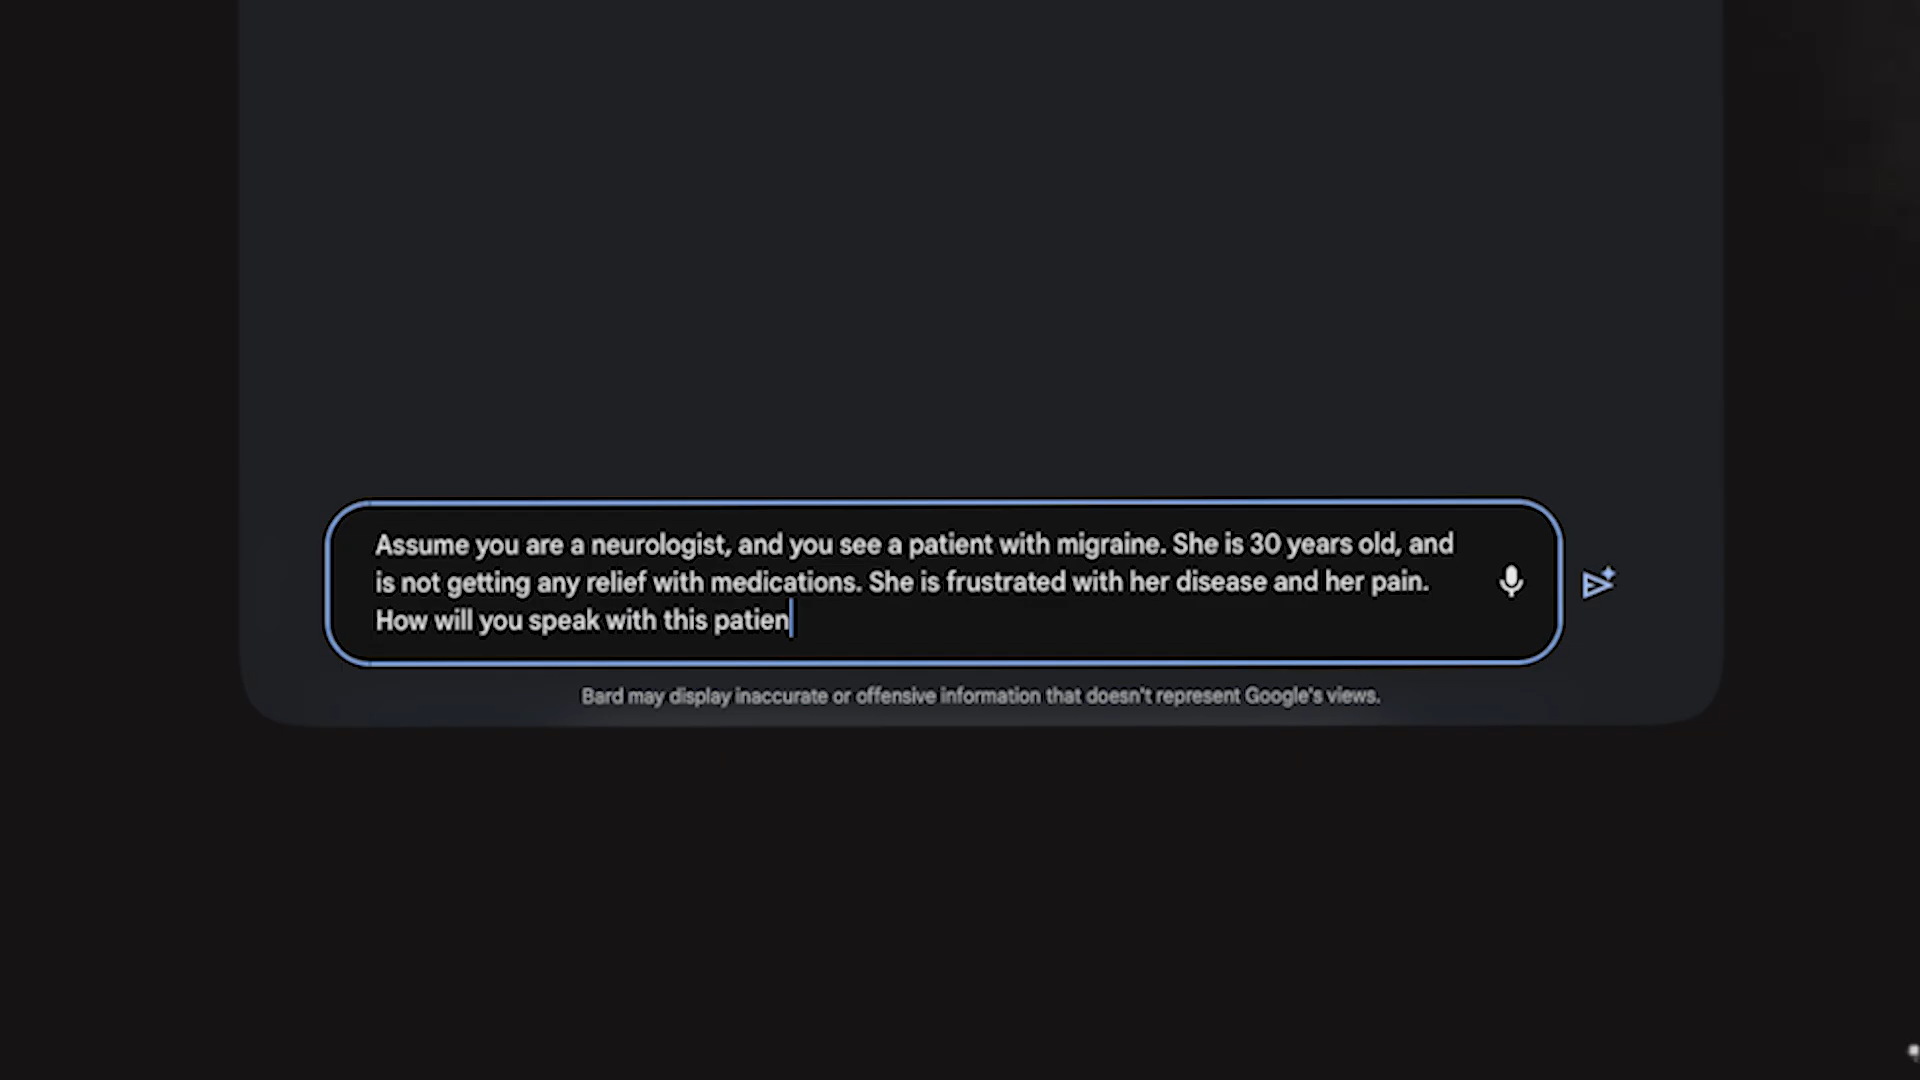 Assume you are a neurologist, and you see a patient with migraine. She is 30 years old, and
is not getting any relief with medications. She is frustrated with her disease and her pain.
How will you speak with this patien
Bard may display inaccurate or offensive information that doesn't represent Google's views.